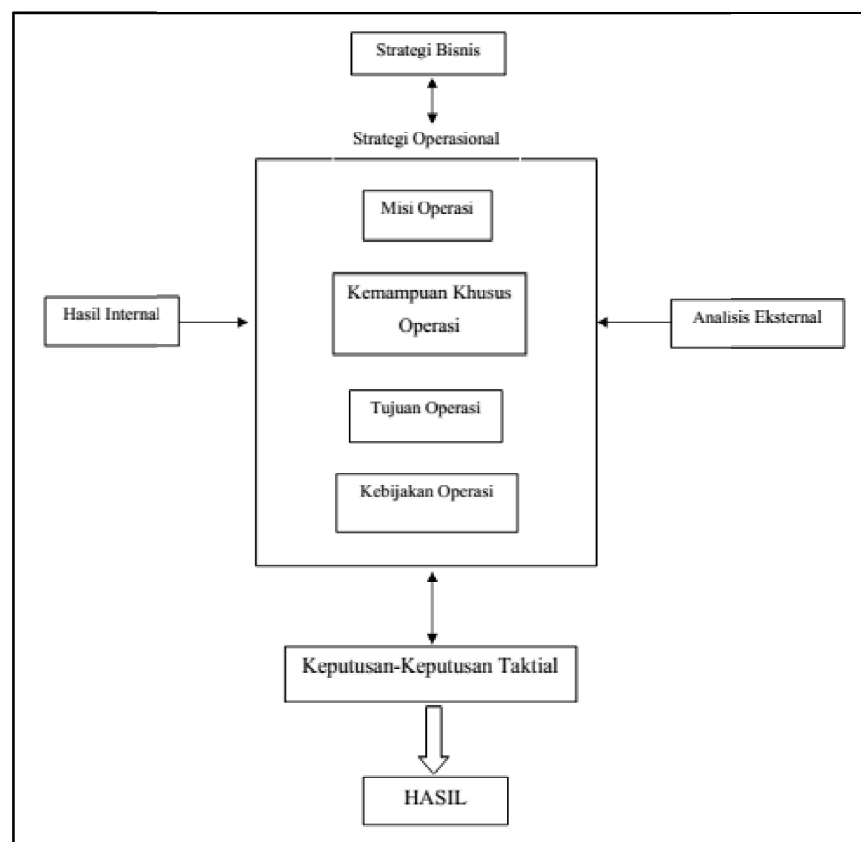 Strategi Bisnis
Strategi Operasional
Misi Operasi
Kemampuan Khusus
Operasi
Hasil Internal
Analisis Eksternal
Tujuan Operasi
Kebijakan Operasi
Keputusan-Keputusan Taktial
HASIL